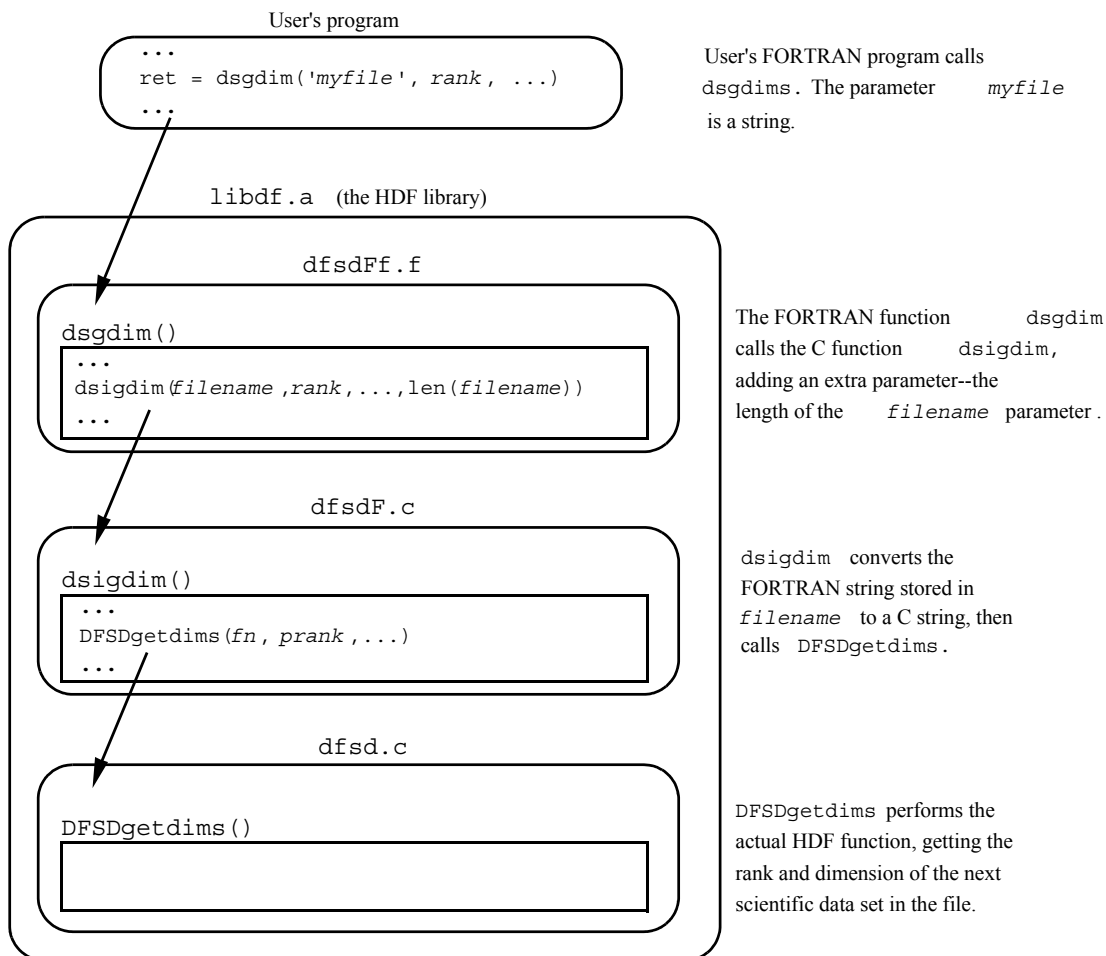 User's program
...
ret = dsgdim('myfile', rank, ...)
...
User's FORTRAN program calls
dsgdims. The parameter myfile
is a string.
libdf.a (the HDF library)
dfsdFf.f
dsgdim()
...
dsigdim(filename,rank,...,len(filename))
...
The FORTRAN function dsgdim
calls the C function dsigdim,
adding an extra parameter--the
length of the filename parameter.
dfsdF.c
dsigdim()
...
DFSDgetdims(fn, prank,...)
...
dsigdim converts the
FORTRAN string stored in
filename to a C string, then
calls DFSDgetdims.
dfsd.c
DFSDgetdims()
DFSDgetdims performs the
actual HDF function, getting the
rank and dimension of the next
scientific data set in the file.